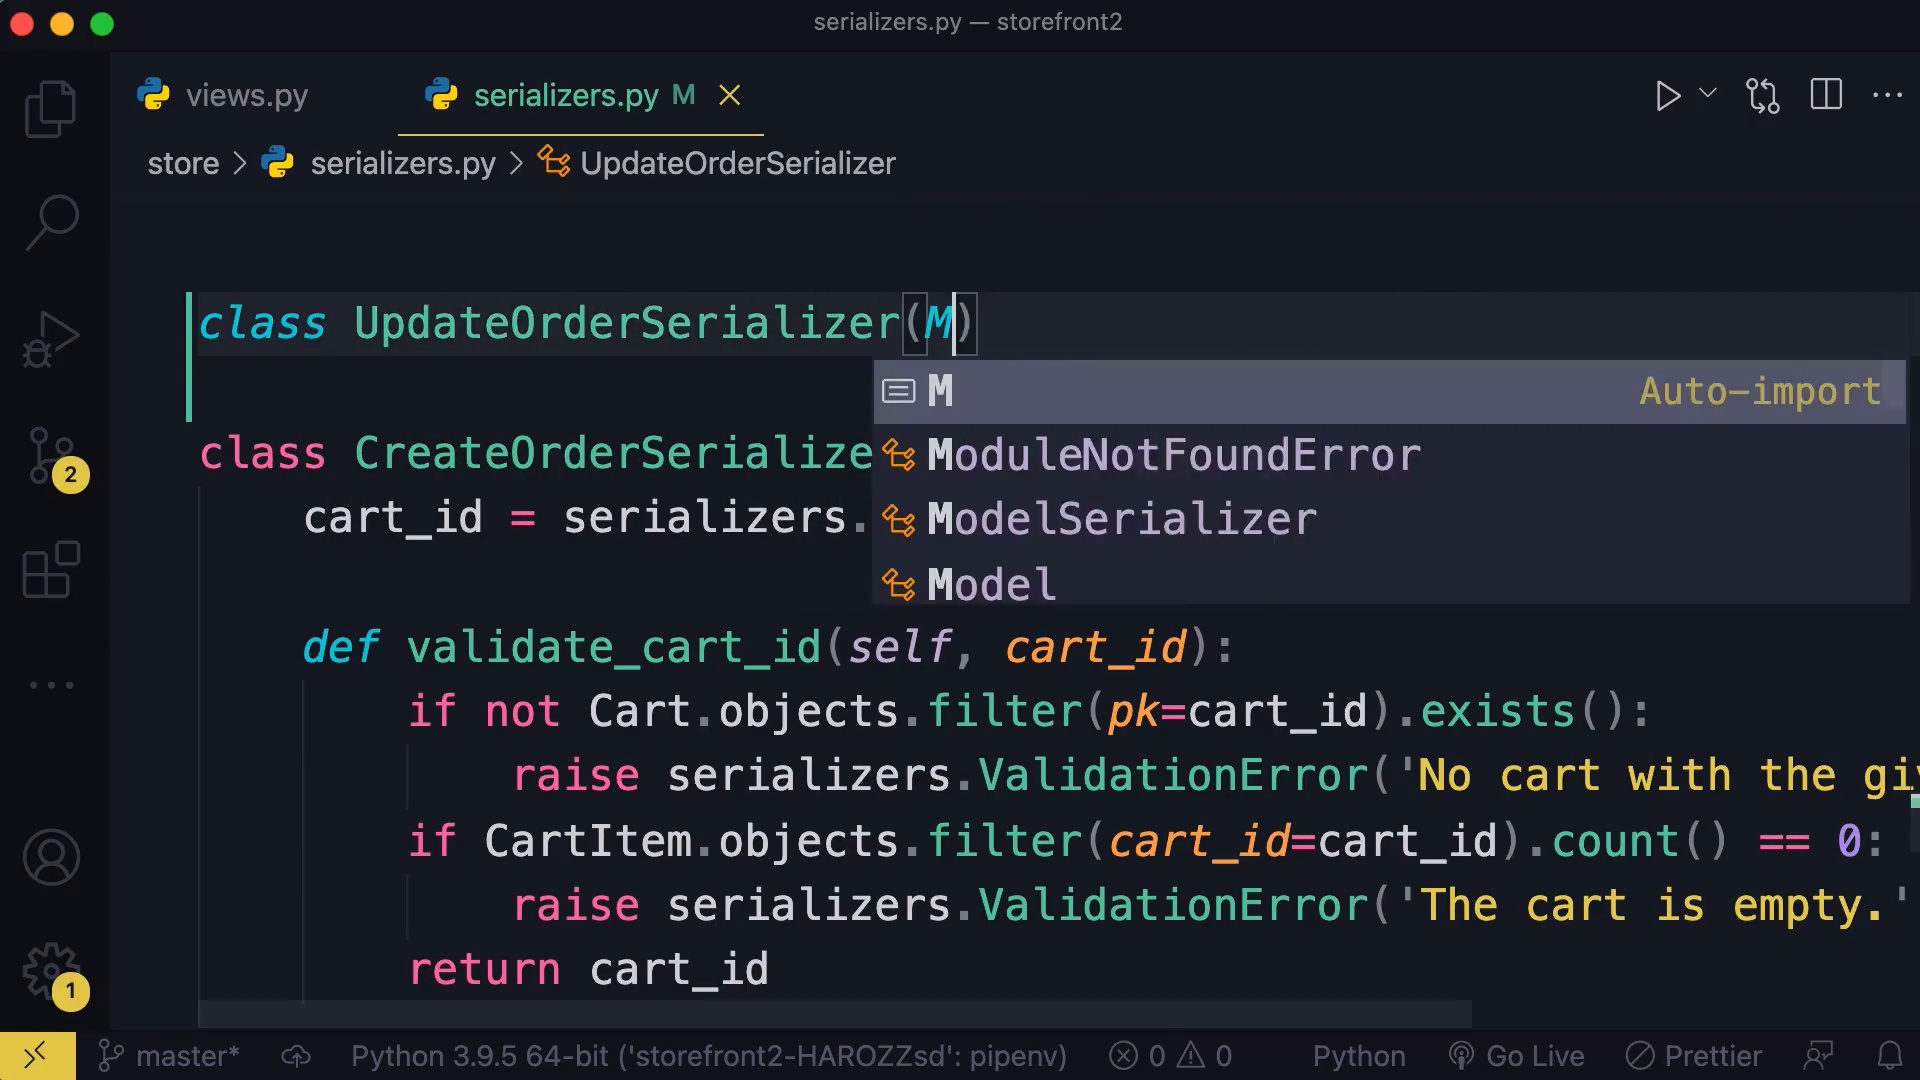 serializers.py — storefront2
views.py
serializers.py M
store > serializers.py > UpdateOrderSerializer
class UpdateOrderSerializer(M)
M Auto-import
ModuleNotFoundError
class CreateOrderSerialize
ModelSerializer
cart_id = serializers.
Model
def validate_cart_id(self, cart_id):
if not Cart.objects.filter(pk=cart_id).exists():
raise serializers.ValidationError('No cart with the gi
if CartItem.objects.filter(cart_id=cart_id).count() == 0:
raise serializers.ValidationError('The cart is empty.'
return cart_id
2
1
master* Python 3.9.5 64-bit ('storefront2-HAROZZsd': pipenv) 0 0 Python Go Live Prettier